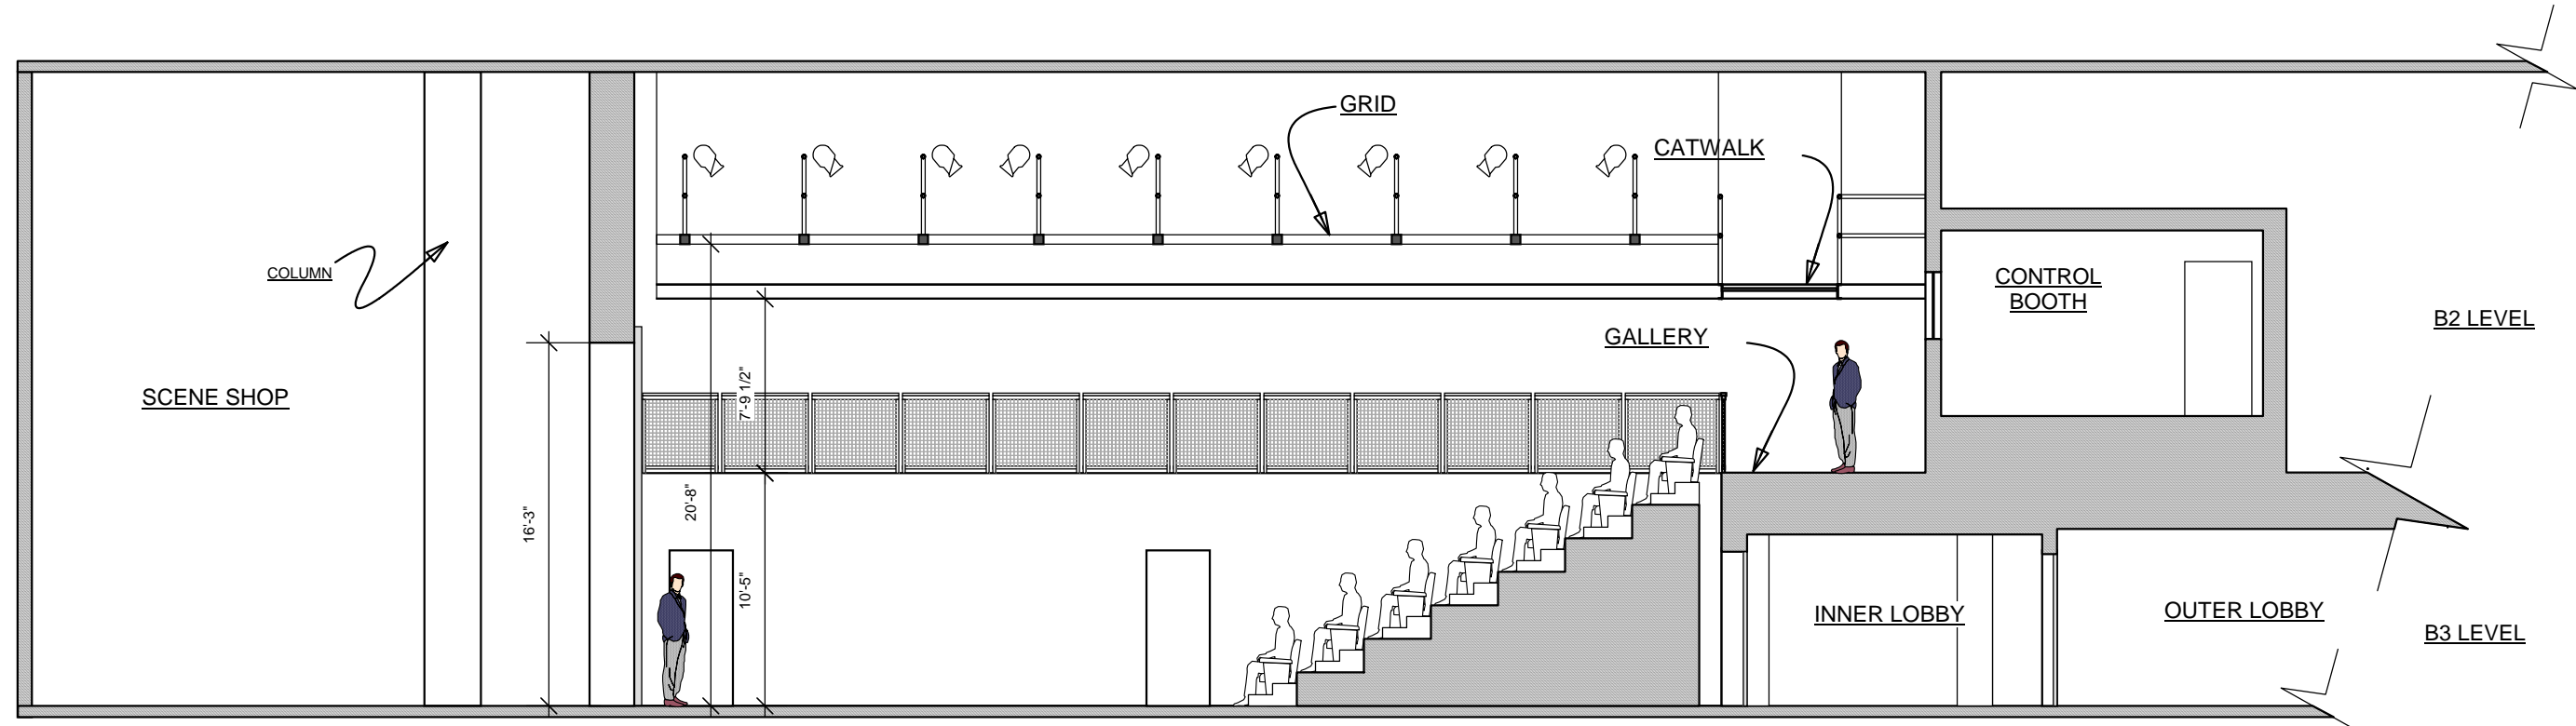 GRID
CATWALK
COLUMN
CONTROL
BOOTH
B2 LEVEL
GALLERY
SCENE SHOP
7'-9 1/2"
20'-8"
16'-3"
10'-5"
INNER LOBBY
OUTER LOBBY
B3 LEVEL